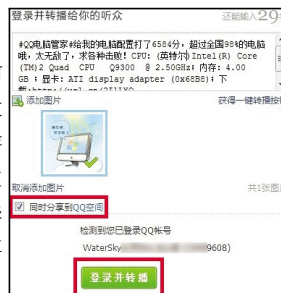 登录并转播给你的听众 还能输入29
#QQ电脑管家#给我的电脑配置打了6584分，超过全国98%的电脑
哦，太无敌了，求各种击败！CPU：(英特尔)Intel(R) Core
(TM)2 Quad CPU Q9300 @ 2.50GHz；内存：4.00
GB；显卡：ATI display adapter (0x68B8)；下
添加图片 获得一键转播按
取消添加图片 共1张图
同时分享到QQ空间
检测到您已登录QQ帐号
WaterSky 9608)
登录并转播